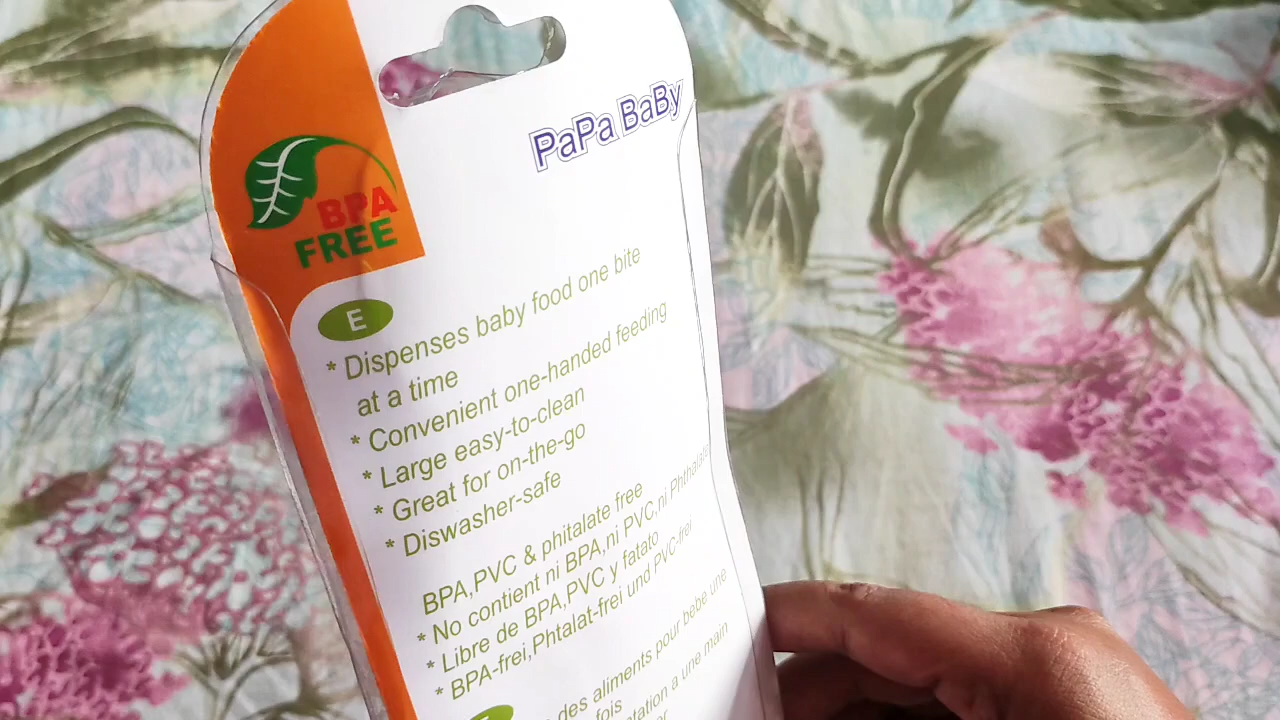 PaPa BaBy
BPA
FREE
E
* Dispenses baby food one bite
at a time
* Convenient one-handed feeding
* Large easy-to-clean
* Great for on-the-go
* Diswasher-safe
BPA,PVC & phitalate free
* No contient ni BPA,ni PVC,ni Phthalate
* Libre de BPA,PVC y fatato
* BPA-frei,Phtalat-frei und PVC-frei
des aliments pour bébé une
fois
a une main